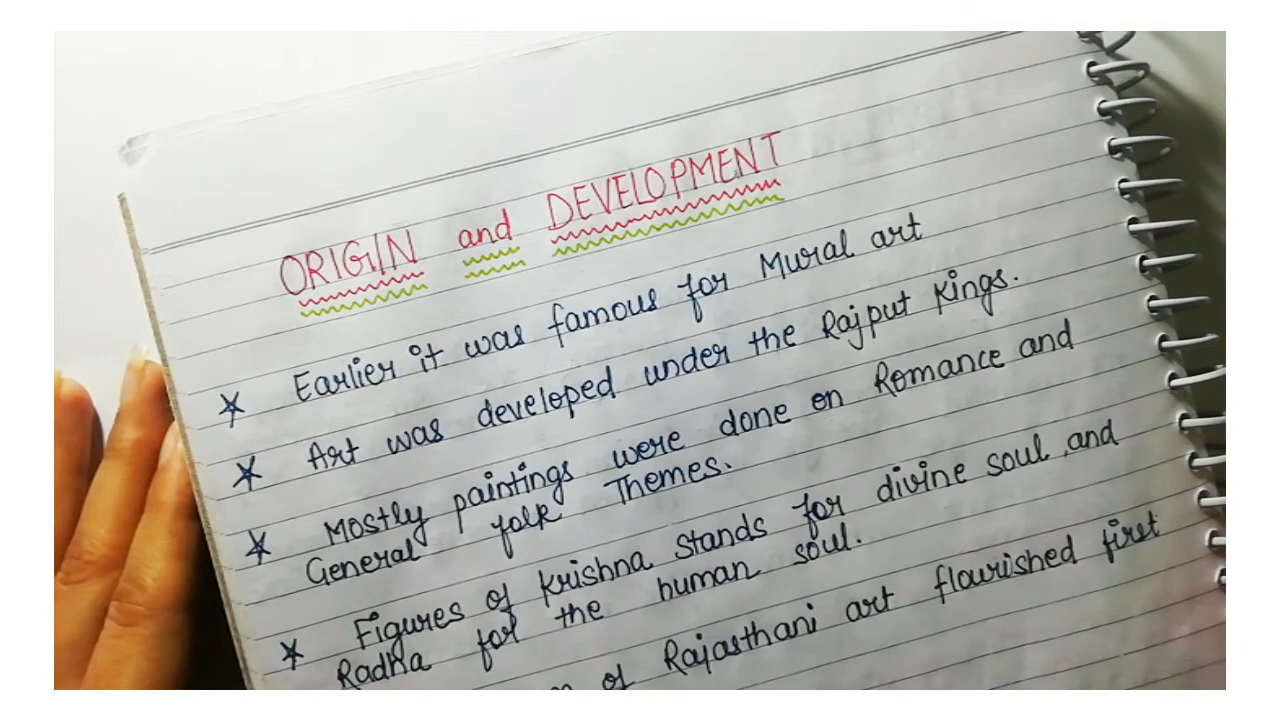 ORIGIN and DEVELOPMENT
* Earlier it was famous for Mural art
* Art was developed under the Rajput Kings.
* Mostly paintings were done on Romance and
General folk Themes.
* Figures of Krishna stands for divine soul and
Radha for the human soul.
of Rajasthani art flourished first